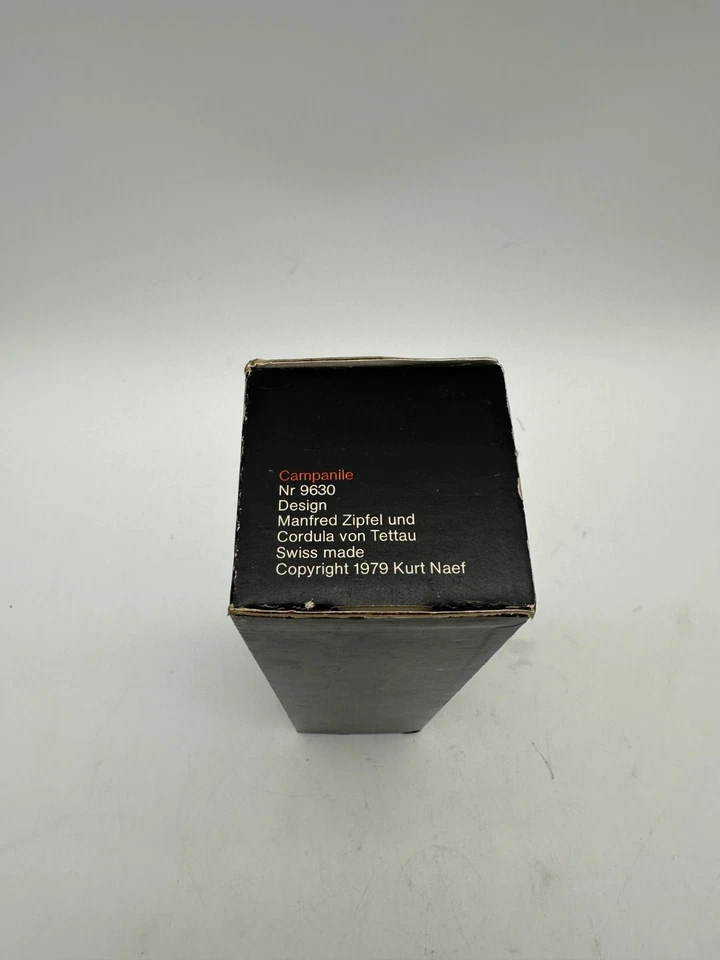 Campanile
Nr 9630
Design
Manfred Zipfel und
Cordula von Tettau
Swiss made
Copyright 1979 Kurt Naef